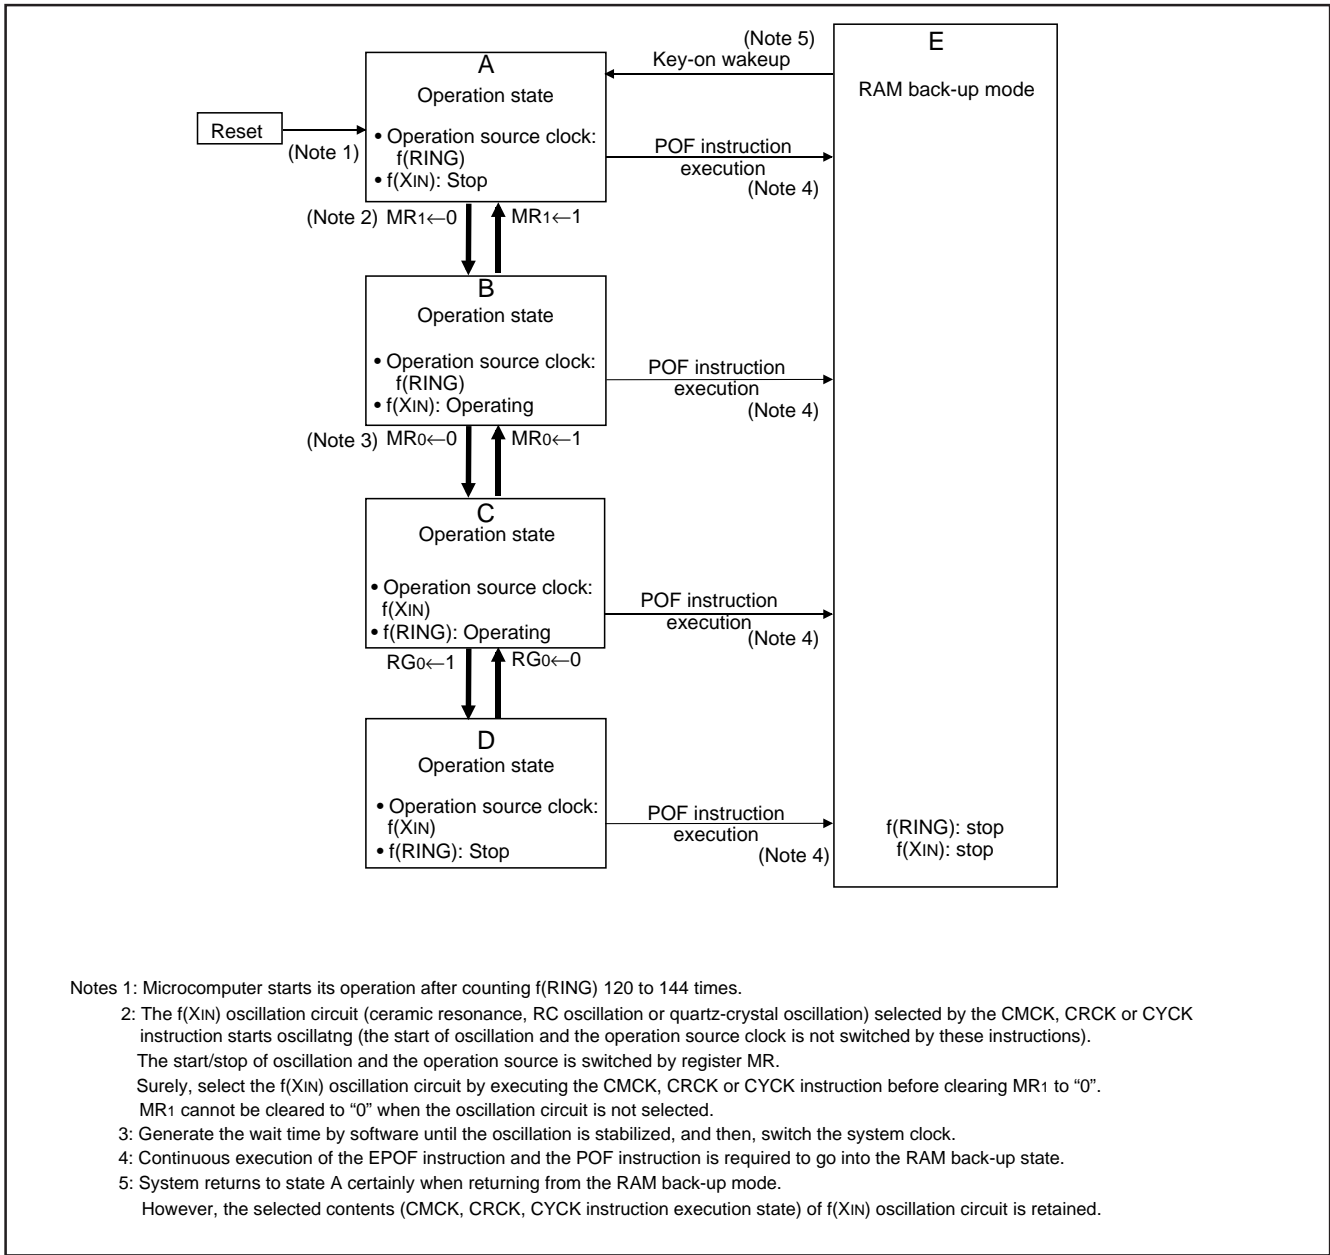 (Note 5)
Key-on wakeup
E
RAM back-up mode
A
Operation state
• Operation source clock:
f(RING)
• f(XIN): Stop
Reset
(Note 1)
POF instruction
execution
(Note 4)
(Note 2) MR1←0
MR1←1
B
Operation state
• Operation source clock:
f(RING)
• f(XIN): Operating
POF instruction
execution
(Note 4)
(Note 3) MR0←0
MR0←1
C
Operation state
• Operation source clock:
f(XIN)
• f(RING): Operating
POF instruction
execution
(Note 4)
RG0←1
RG0←0
D
Operation state
• Operation source clock:
f(XIN)
• f(RING): Stop
POF instruction
execution
(Note 4)
f(RING): stop
f(XIN): stop
Notes 1: Microcomputer starts its operation after counting f(RING) 120 to 144 times.
2: The f(XIN) oscillation circuit (ceramic resonance, RC oscillation or quartz-crystal oscillation) selected by the CMCK, CRCK or CYCK
instruction starts oscillatng (the start of oscillation and the operation source clock is not switched by these instructions).
The start/stop of oscillation and the operation source is switched by register MR.
Surely, select the f(XIN) oscillation circuit by executing the CMCK, CRCK or CYCK instruction before clearing MR1 to “0”.
MR1 cannot be cleared to “0” when the oscillation circuit is not selected.
3: Generate the wait time by software until the oscillation is stabilized, and then, switch the system clock.
4: Continuous execution of the EPOF instruction and the POF instruction is required to go into the RAM back-up state.
5: System returns to state A certainly when returning from the RAM back-up mode.
However, the selected contents (CMCK, CRCK, CYCK instruction execution state) of f(XIN) oscillation circuit is retained.